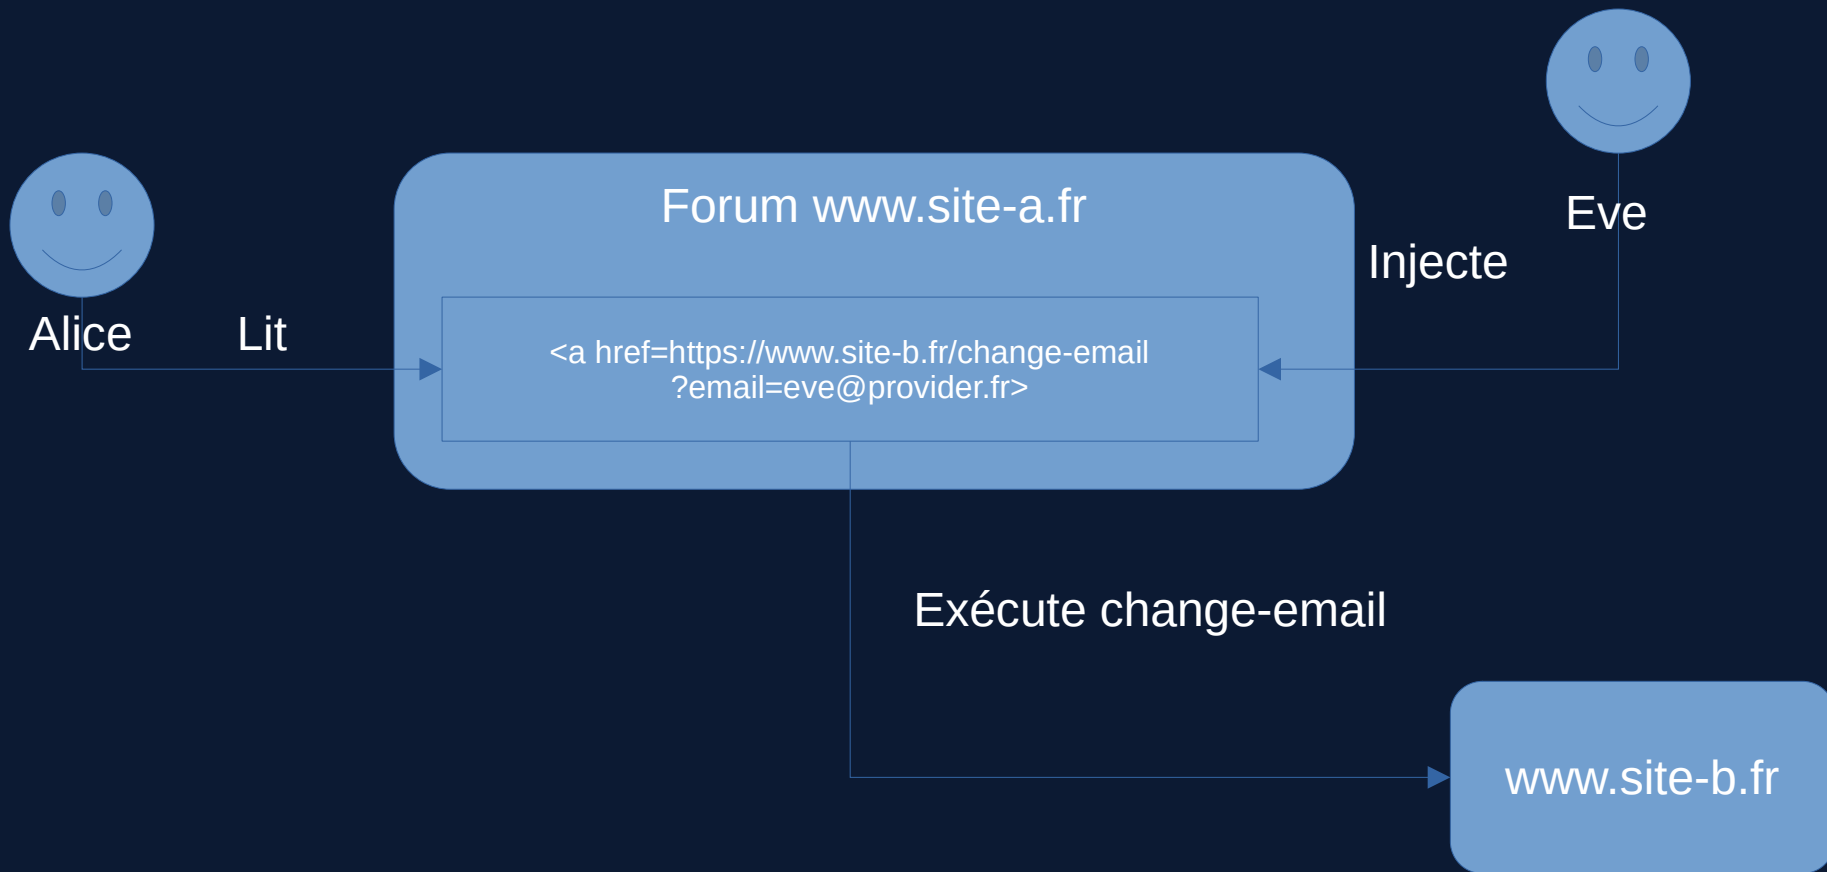 Forum www.site-a.fr
Eve
Injecte
Alice
Lit
<a href=https://www.site-b.fr/change-email
?email=eve@provider.fr>
Exécute change-email
www.site-b.fr